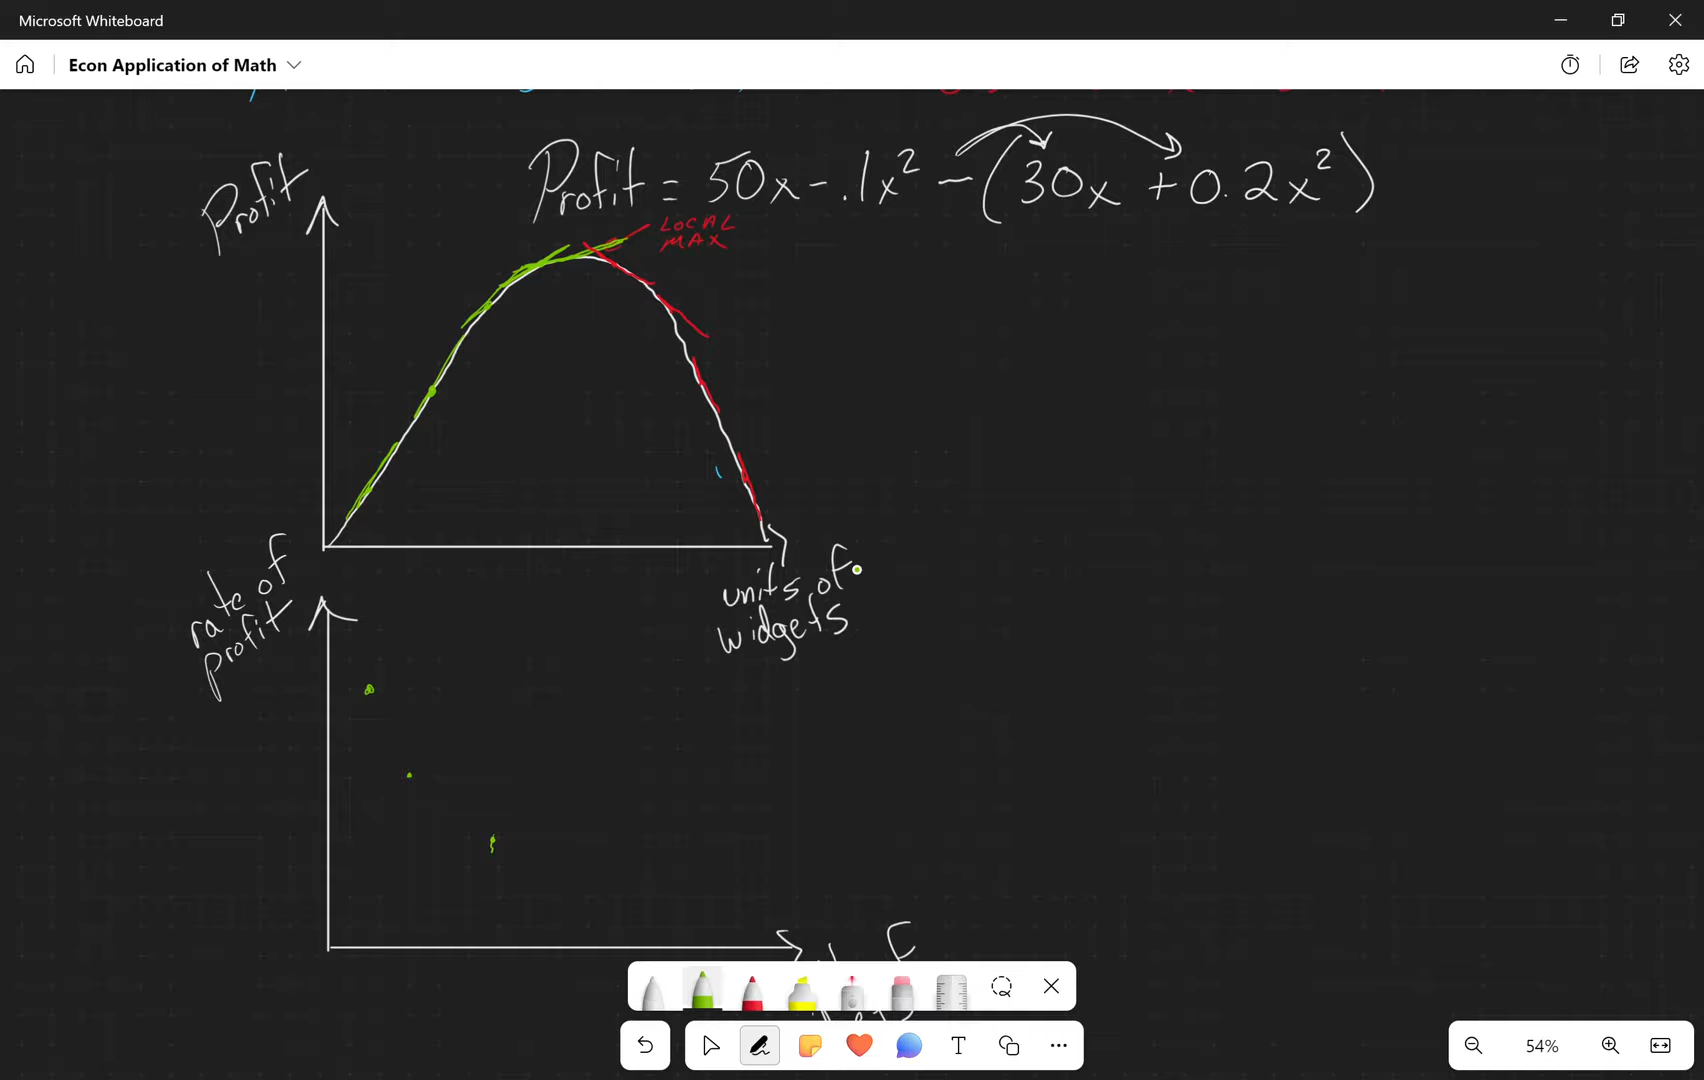 Microsoft Whiteboard
Econ Application of Math
Profit
Profit = 50x - .1x² - (30x + 0.2x²)
LOCAL
MAX
units of
widgets
rate of
profit
T
54%